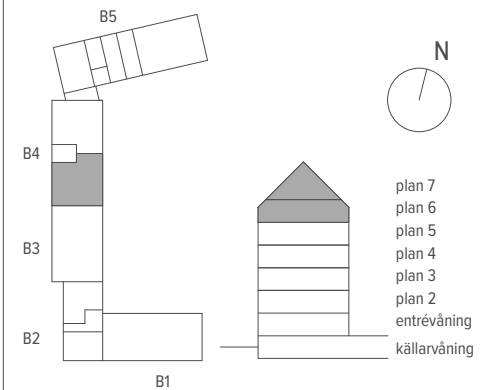 B5
N
B4
B3
B2
B1
plan 7
plan 6
plan 5
plan 4
plan 3
plan 2
entrévåning
källarvåning